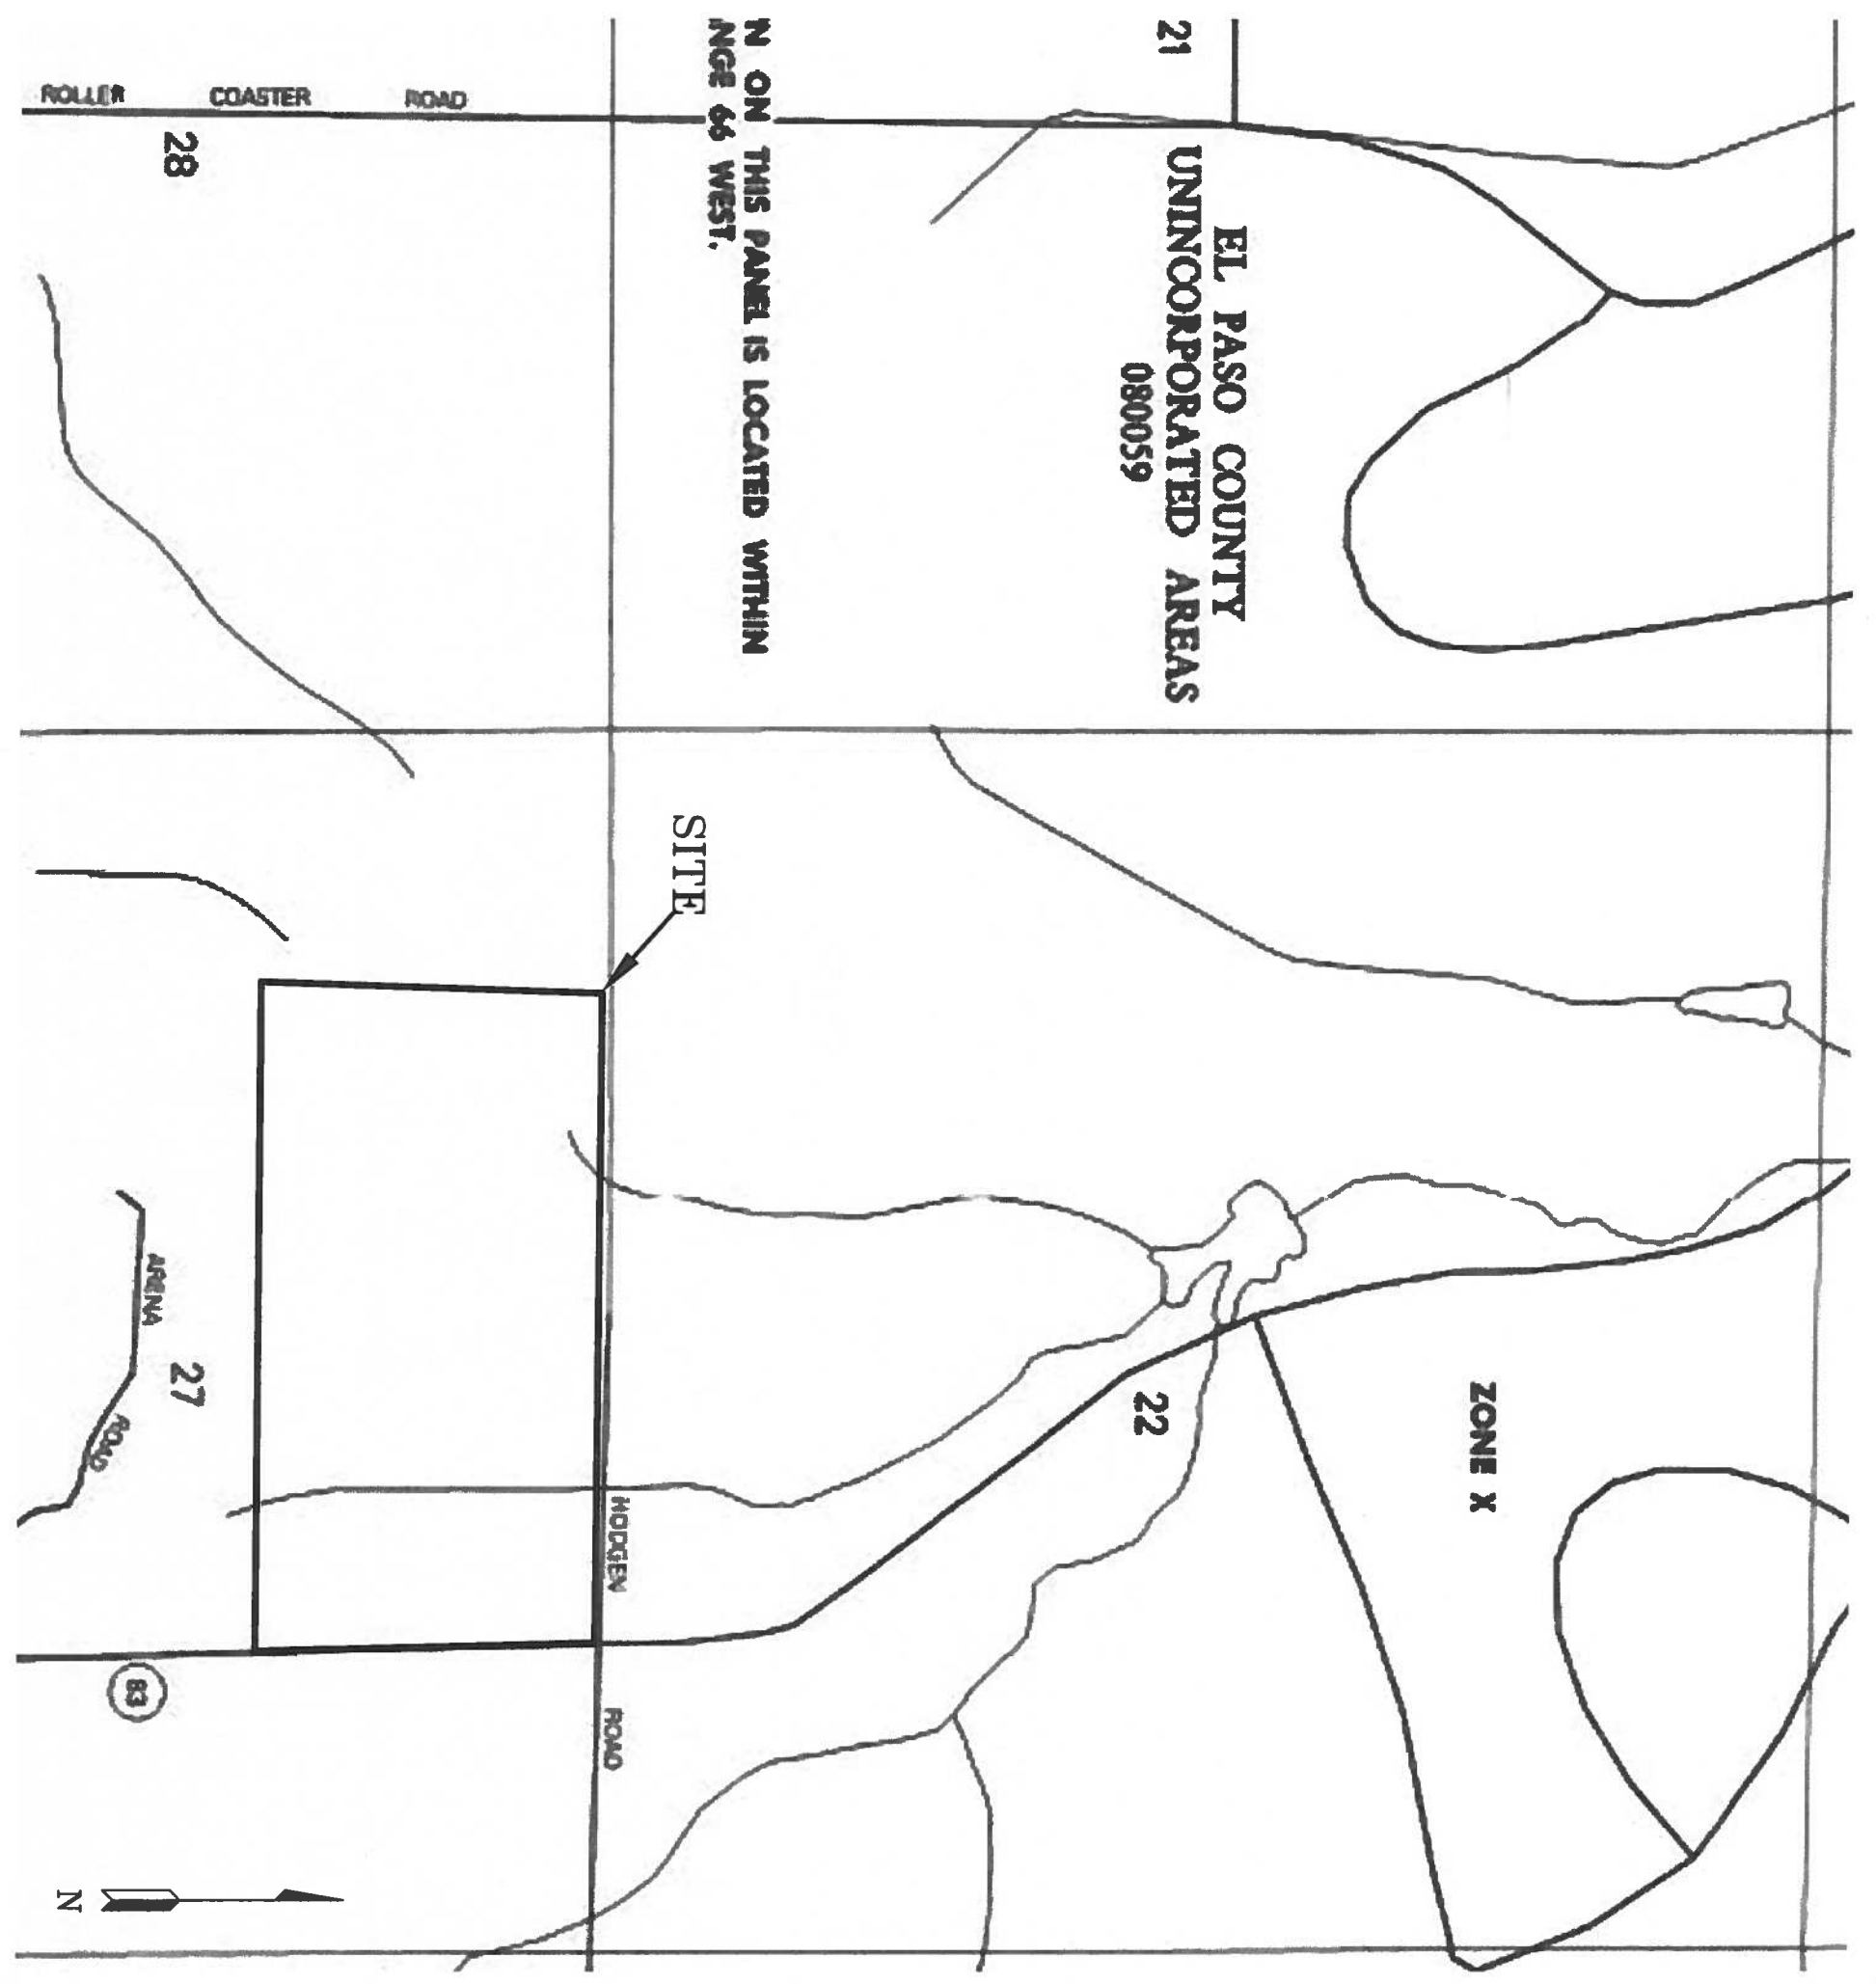 21
EL PASO COUNTY
UNINCORPORATED AREAS
080059
ZONE X
22
N ON THIS PANEL IS LOCATED WITHIN
NGE 66 WEST.
SITE
HODGEN ROAD
ROLLER COASTER ROAD
28
27
ARENA ROAD
83
N